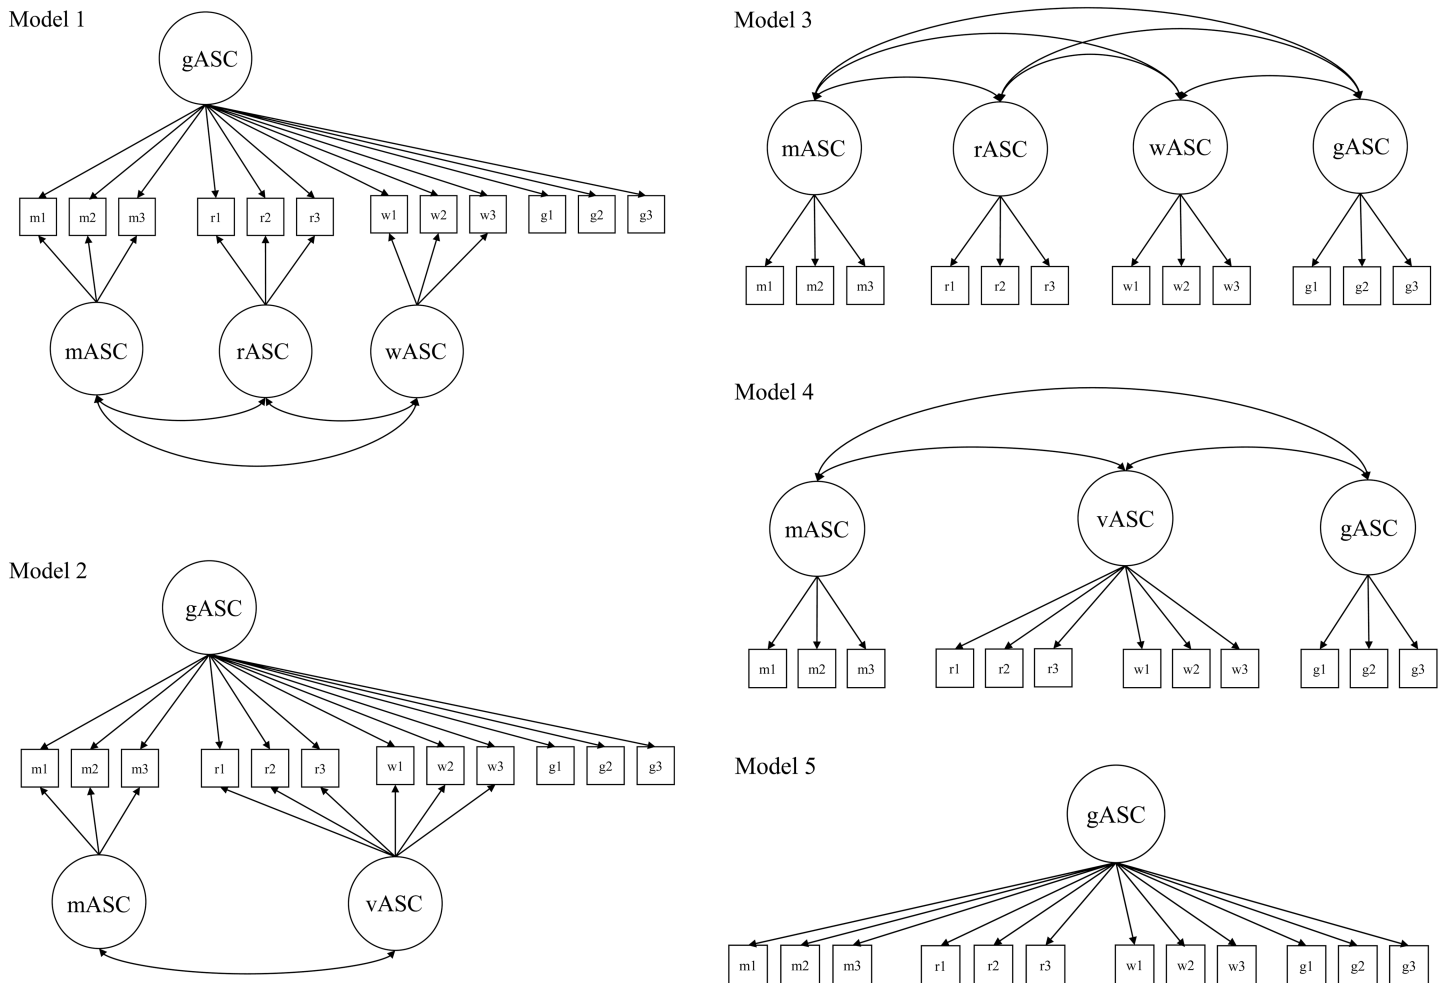 Model 1
gASC
m1 m2 m3 r1 r2 r3 w1 w2 w3 g1 g2 g3
mASC rASC wASC
Model 2
gASC
m1 m2 m3 r1 r2 r3 w1 w2 w3 g1 g2 g3
mASC vASC
Model 3
mASC rASC wASC gASC
m1 m2 m3 r1 r2 r3 w1 w2 w3 g1 g2 g3
Model 4
mASC vASC gASC
m1 m2 m3 r1 r2 r3 w1 w2 w3 g1 g2 g3
Model 5
gASC
m1 m2 m3 r1 r2 r3 w1 w2 w3 g1 g2 g3